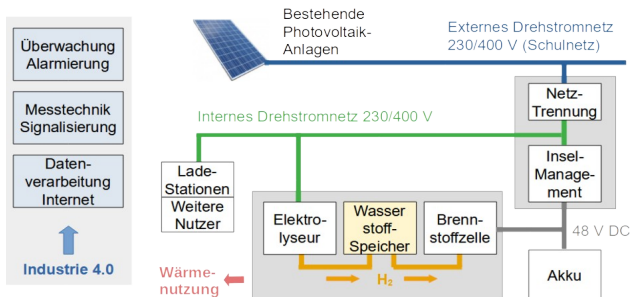 Überwachung
Alarmierung
Messtechnik
Signalisierung
Daten-
verarbeitung
Internet
Industrie 4.0
Bestehende
Photovoltaik-
Anlagen
Externes Drehstromnetz
230/400 V (Schulnetz)
Netz-
Trennung
Internes Drehstromnetz 230/400 V
Insel-
Manage-
ment
Lade-
Stationen
Weitere
Nutzer
Elektro-
lyseur
Wasser
stoff-
Speicher
Brenn-
stoffzelle
48 V DC
Akku
H₂
Wärme-
nutzung